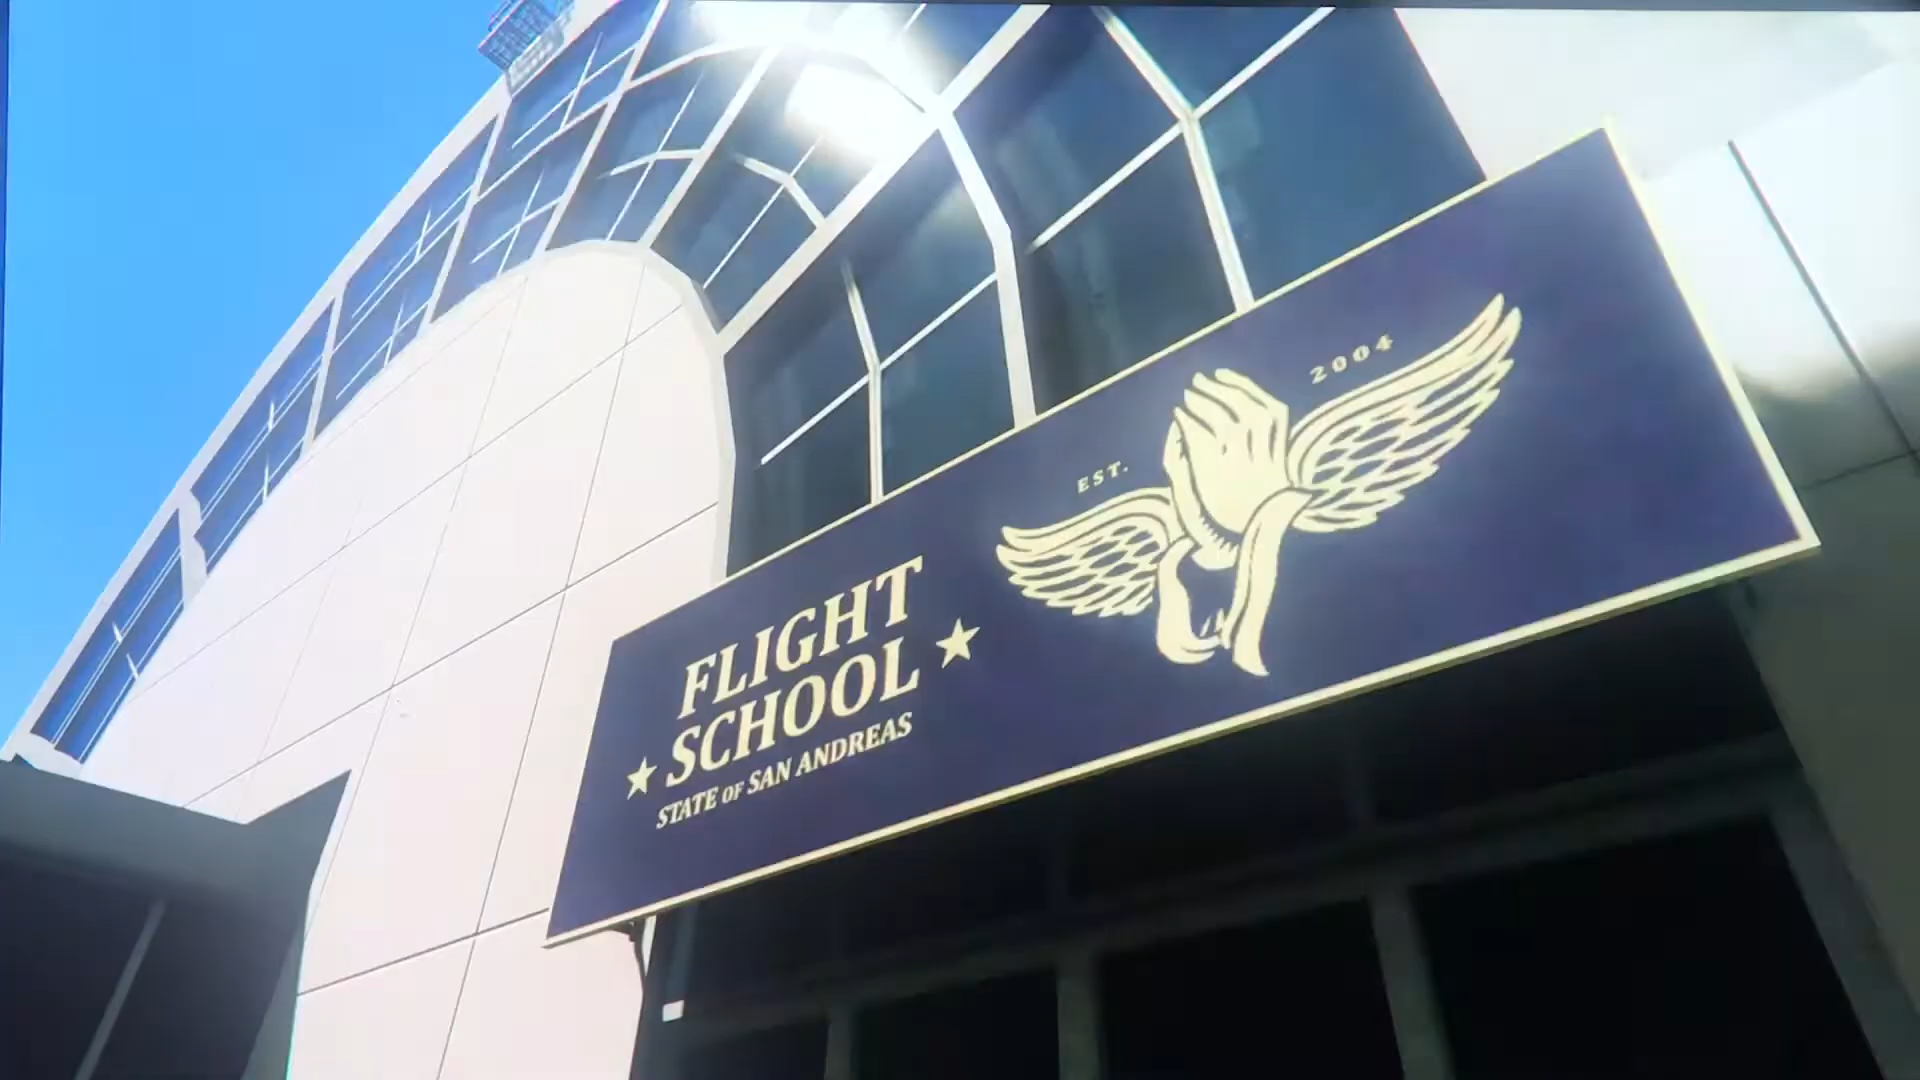 FLIGHT
SCHOOL
STATE OF SAN ANDREAS
EST.
2004